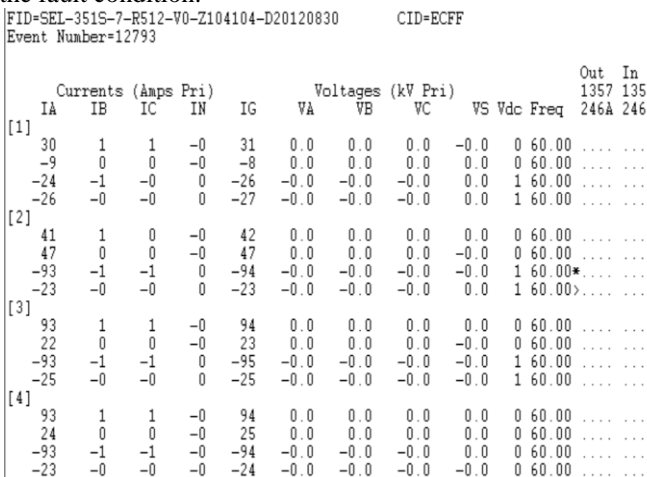 the fault condition.
FID=SEL-351S-7-R512-V0-Z104104-D20120830 CID=ECFF
Event Number=12793
Out In
Currents (Amps Pri) Voltages (kV Pri) 1357 135
IA IB IC IN IG VA VB VC VS Vdc Freq 246A 246
[1]
30 1 1 -0 31 0.0 0.0 0.0 -0.0 0 60.00 .... ...
-9 0 0 -0 -8 0.0 0.0 0.0 0.0 0 60.00 .... ...
-24 -1 -0 0 -26 -0.0 -0.0 -0.0 0.0 1 60.00 .... ...
-26 -0 -0 0 -27 -0.0 -0.0 -0.0 0.0 1 60.00 .... ...
[2]
41 1 0 -0 42 0.0 0.0 0.0 0.0 0 60.00 .... ...
47 0 0 -0 47 0.0 0.0 0.0 -0.0 0 60.00 .... ...
-93 -1 -1 0 -94 -0.0 -0.0 -0.0 -0.0 1 60.00*.... ...
-23 -0 -0 0 -23 -0.0 -0.0 -0.0 0.0 1 60.00>.... ...
[3]
93 1 1 -0 94 0.0 0.0 0.0 0.0 0 60.00 .... ...
22 0 0 -0 23 0.0 0.0 0.0 -0.0 0 60.00 .... ...
-93 -1 -1 0 -95 -0.0 -0.0 -0.0 -0.0 1 60.00 .... ...
-25 -0 -0 0 -25 -0.0 -0.0 -0.0 0.0 1 60.00 .... ...
[4]
93 1 1 -0 94 0.0 0.0 0.0 0.0 0 60.00 .... ...
24 0 0 -0 25 0.0 0.0 0.0 0.0 0 60.00 .... ...
-93 -1 -1 -0 -94 -0.0 -0.0 -0.0 -0.0 0 60.00 .... ...
-23 -0 -0 -0 -24 -0.0 -0.0 -0.0 -0.0 0 60.00 .... ...